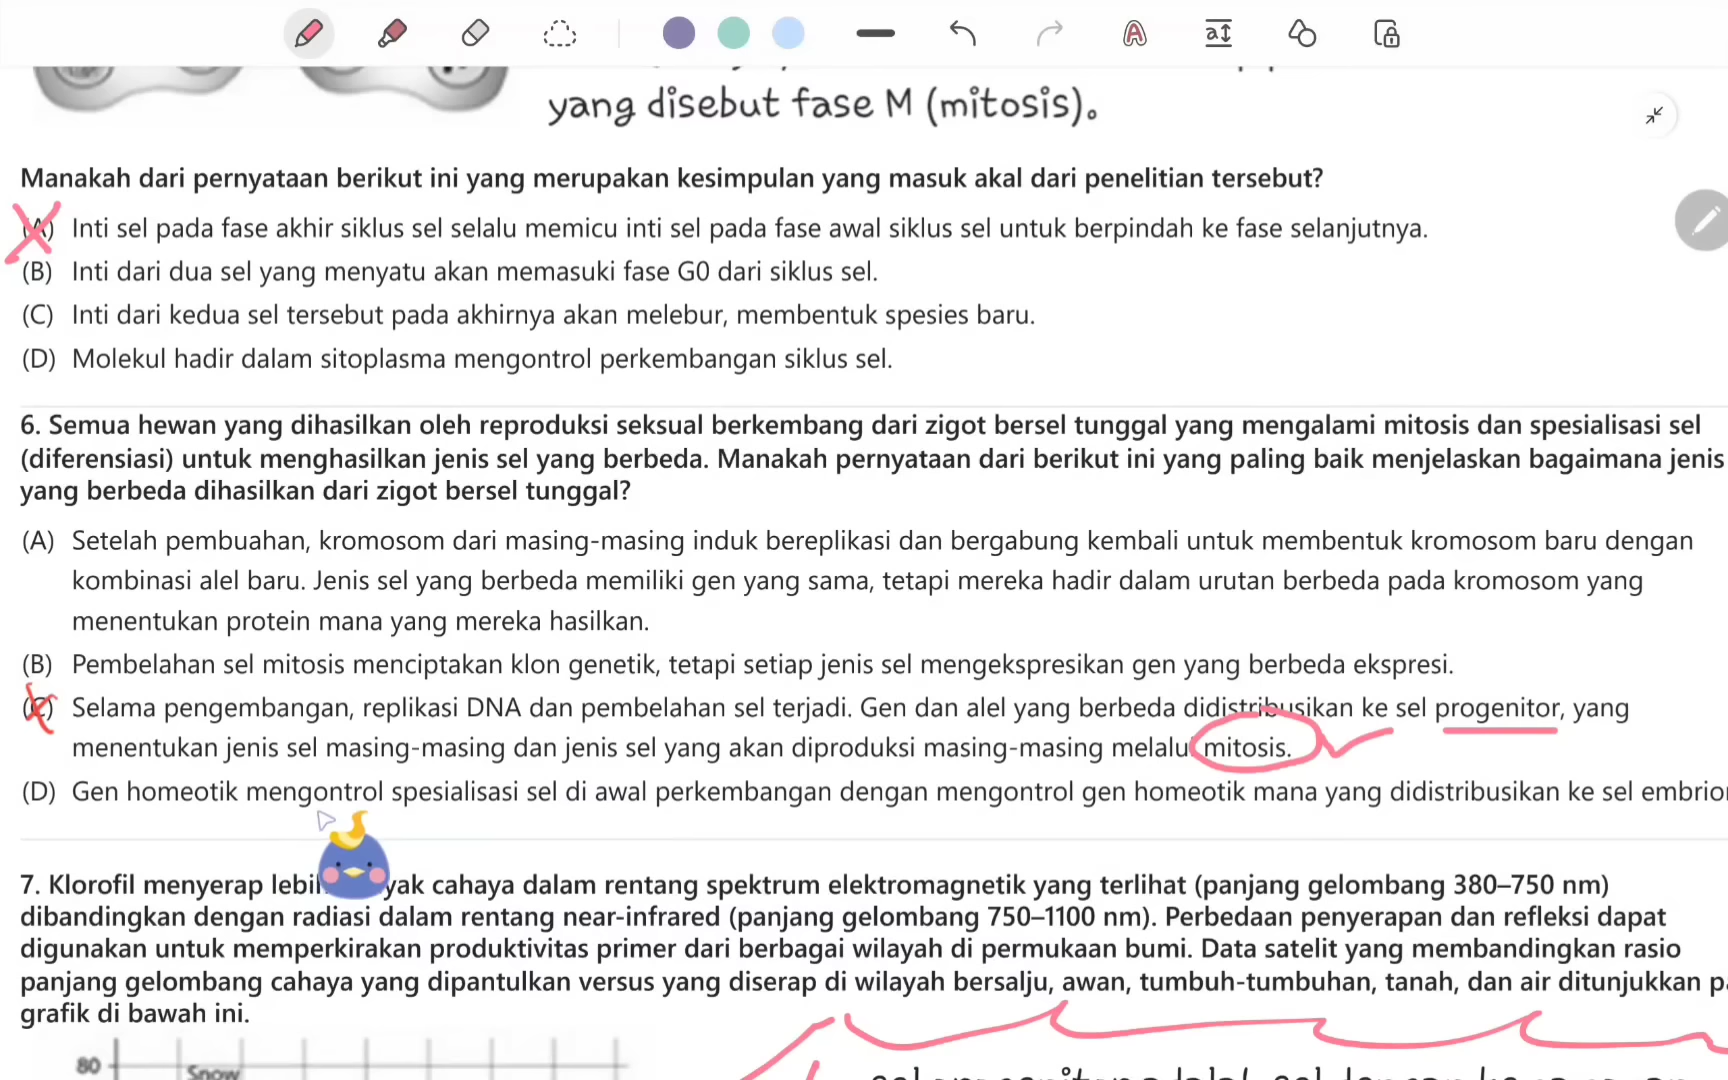 yang disebut fase M (mitosis)。
Manakah dari pernyataan berikut ini yang merupakan kesimpulan yang masuk akal dari penelitian tersebut?
(A) Inti sel pada fase akhir siklus sel selalu memicu inti sel pada fase awal siklus sel untuk berpindah ke fase selanjutnya.
(B) Inti dari dua sel yang menyatu akan memasuki fase G0 dari siklus sel.
(C) Inti dari kedua sel tersebut pada akhirnya akan melebur, membentuk spesies baru.
(D) Molekul hadir dalam sitoplasma mengontrol perkembangan siklus sel.
6. Semua hewan yang dihasilkan oleh reproduksi seksual berkembang dari zigot bersel tunggal yang mengalami mitosis dan spesialisasi sel
(diferensiasi) untuk menghasilkan jenis sel yang berbeda. Manakah pernyataan dari berikut ini yang paling baik menjelaskan bagaimana jenis
yang berbeda dihasilkan dari zigot bersel tunggal?
(A) Setelah pembuahan, kromosom dari masing-masing induk bereplikasi dan bergabung kembali untuk membentuk kromosom baru dengan
kombinasi alel baru. Jenis sel yang berbeda memiliki gen yang sama, tetapi mereka hadir dalam urutan berbeda pada kromosom yang
menentukan protein mana yang mereka hasilkan.
(B) Pembelahan sel mitosis menciptakan klon genetik, tetapi setiap jenis sel mengekspresikan gen yang berbeda ekspresi.
(C) Selama pengembangan, replikasi DNA dan pembelahan sel terjadi. Gen dan alel yang berbeda didistribusikan ke sel progenitor, yang
menentukan jenis sel masing-masing dan jenis sel yang akan diproduksi masing-masing melalui mitosis.
(D) Gen homeotik mengontrol spesialisasi sel di awal perkembangan dengan mengontrol gen homeotik mana yang didistribusikan ke sel
7. Klorofil menyerap cahaya dalam rentang spektrum elektromagnetik yang terlihat (panjang gelombang 380–750 nm)
dibandingkan dengan radiasi dalam rentang near-infrared (panjang gelombang 750–1100 nm). Perbedaan penyerapan dan refleksi dapat
digunakan untuk memperkirakan produktivitas primer dari berbagai wilayah di permukaan bumi. Data satelit yang membandingkan rasio
panjang gelombang cahaya yang dipantulkan versus yang diserap di wilayah bersalju, awan, tumbuh-tumbuhan, tanah, dan air ditunjukkan
grafik di bawah ini.
80
Snow